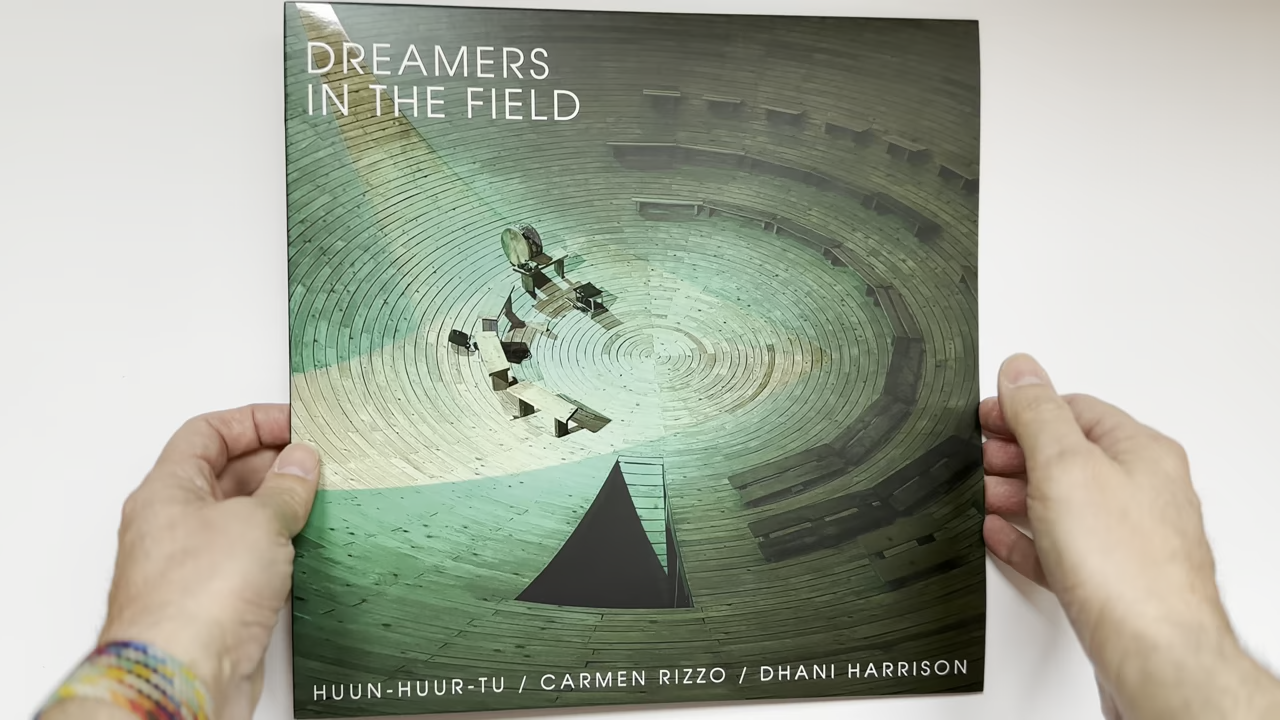 DREAMERS
IN THE FIELD
HUUN-HUUR-TU / CARMEN RIZZO / DHANI HARRISON